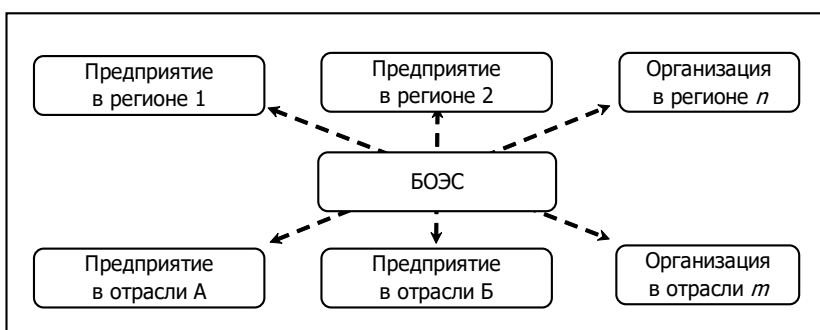 Предприятие
в регионе 1
Предприятие
в регионе 2
Организация
в регионе n
БОЭС
Предприятие
в отрасли А
Предприятие
в отрасли Б
Организация
в отрасли m